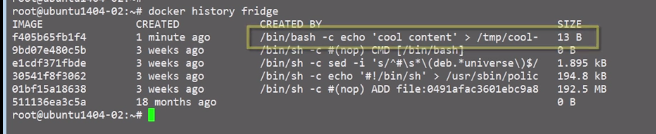 root@ubuntu1404-02:~# docker history fridge
IMAGE CREATED CREATED BY SIZE
f405b65fb1f4 1 minute ago /bin/bash -c echo 'cool content' > /tmp/cool- 13 B
9bd07e480c5b 3 weeks ago /bin/sh -c #(nop) CMD [/bin/bash] 0 B
e1cdf371fbde 3 weeks ago /bin/sh -c sed -i 's/^#\s*\(deb.*universe\)$/ 1.895 kB
30541f8f3062 3 weeks ago /bin/sh -c echo '#!/bin/sh' > /usr/sbin/polic 194.8 kB
01bf15a18638 3 weeks ago /bin/sh -c #(nop) ADD file:0491afac3601ebc9a8 192.5 MB
511136ea3c5a 18 months ago 0 B
root@ubuntu1404-02:~#